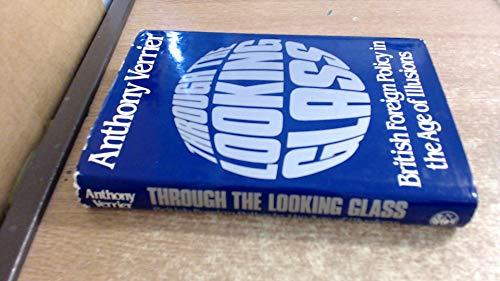 Anthony Verrier
THROUGH THE
LOOKING
GLASS
British Foreign Policy in
the Age of Illusions
Anthony
Verrier
THROUGH THE LOOKING GLASS